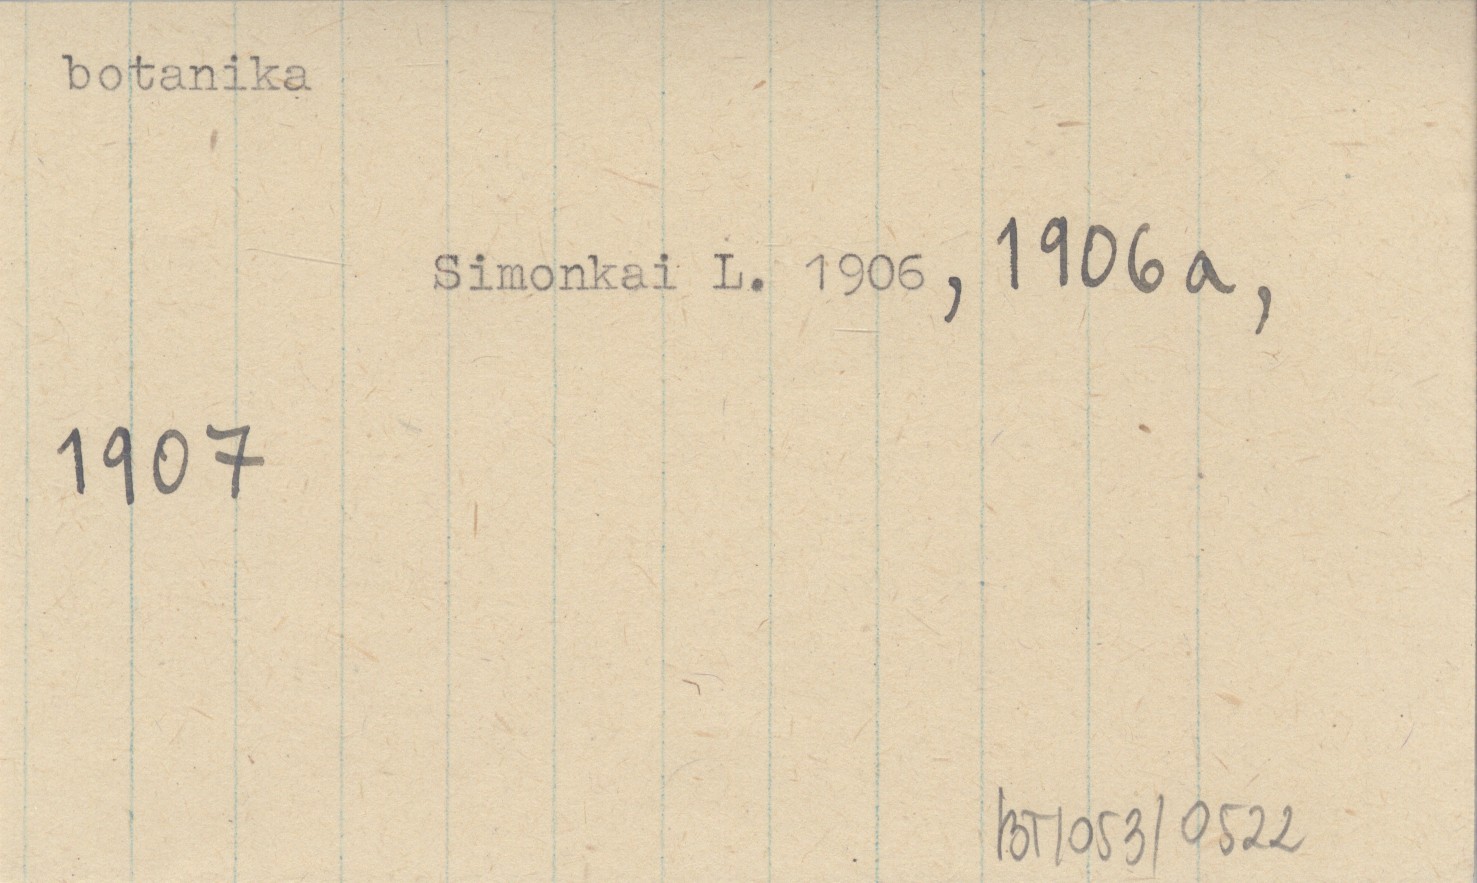 botanika
Simonkai L. 1906, 1906a,
1907
/BT/053/0522